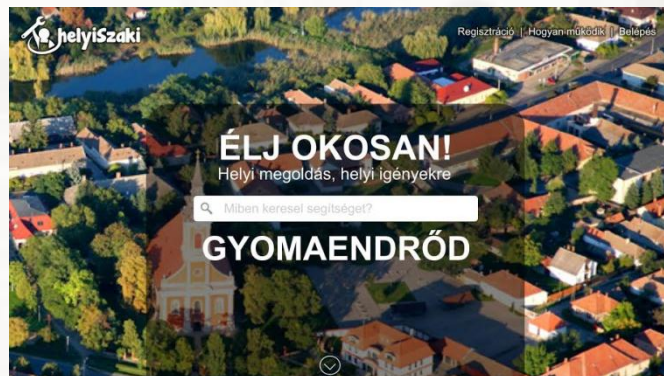 helyiSzaki
Regisztráció | Hogyan működik | Belépés
ÉLJ OKOSAN!
Helyi megoldás, helyi igényekre
Miben keresel segítséget?
GYOMAENDRŐD